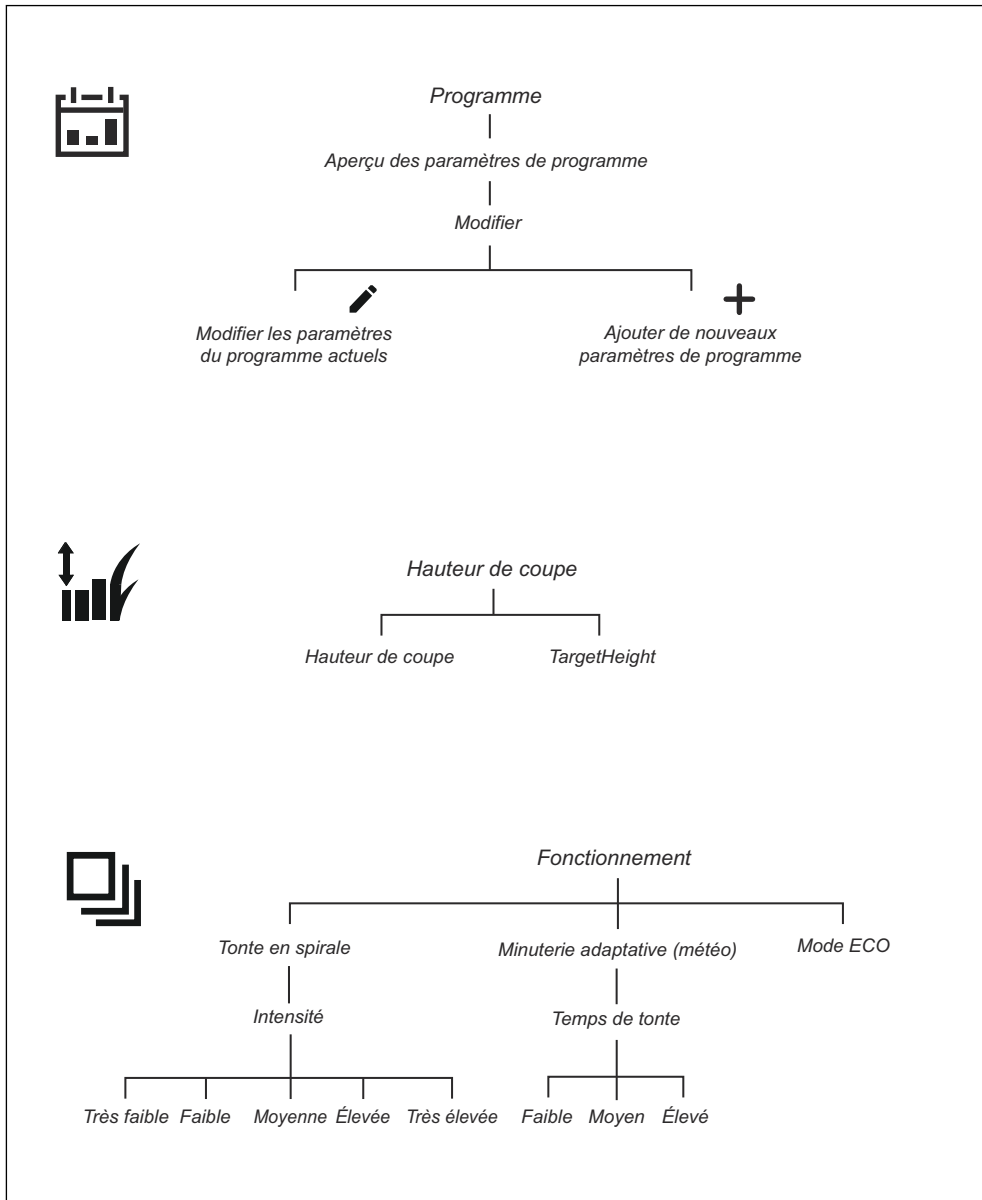 Programme
Aperçu des paramètres de programme
Modifier
Modifier les paramètres
du programme actuels
Ajouter de nouveaux
paramètres de programme
Hauteur de coupe
Hauteur de coupe
TargetHeight
Fonctionnement
Tonte en spirale
Minuterie adaptative (météo)
Mode ECO
Intensité
Temps de tonte
Très faible
Faible
Moyenne
Élevée
Très élevée
Faible
Moyen
Élevé